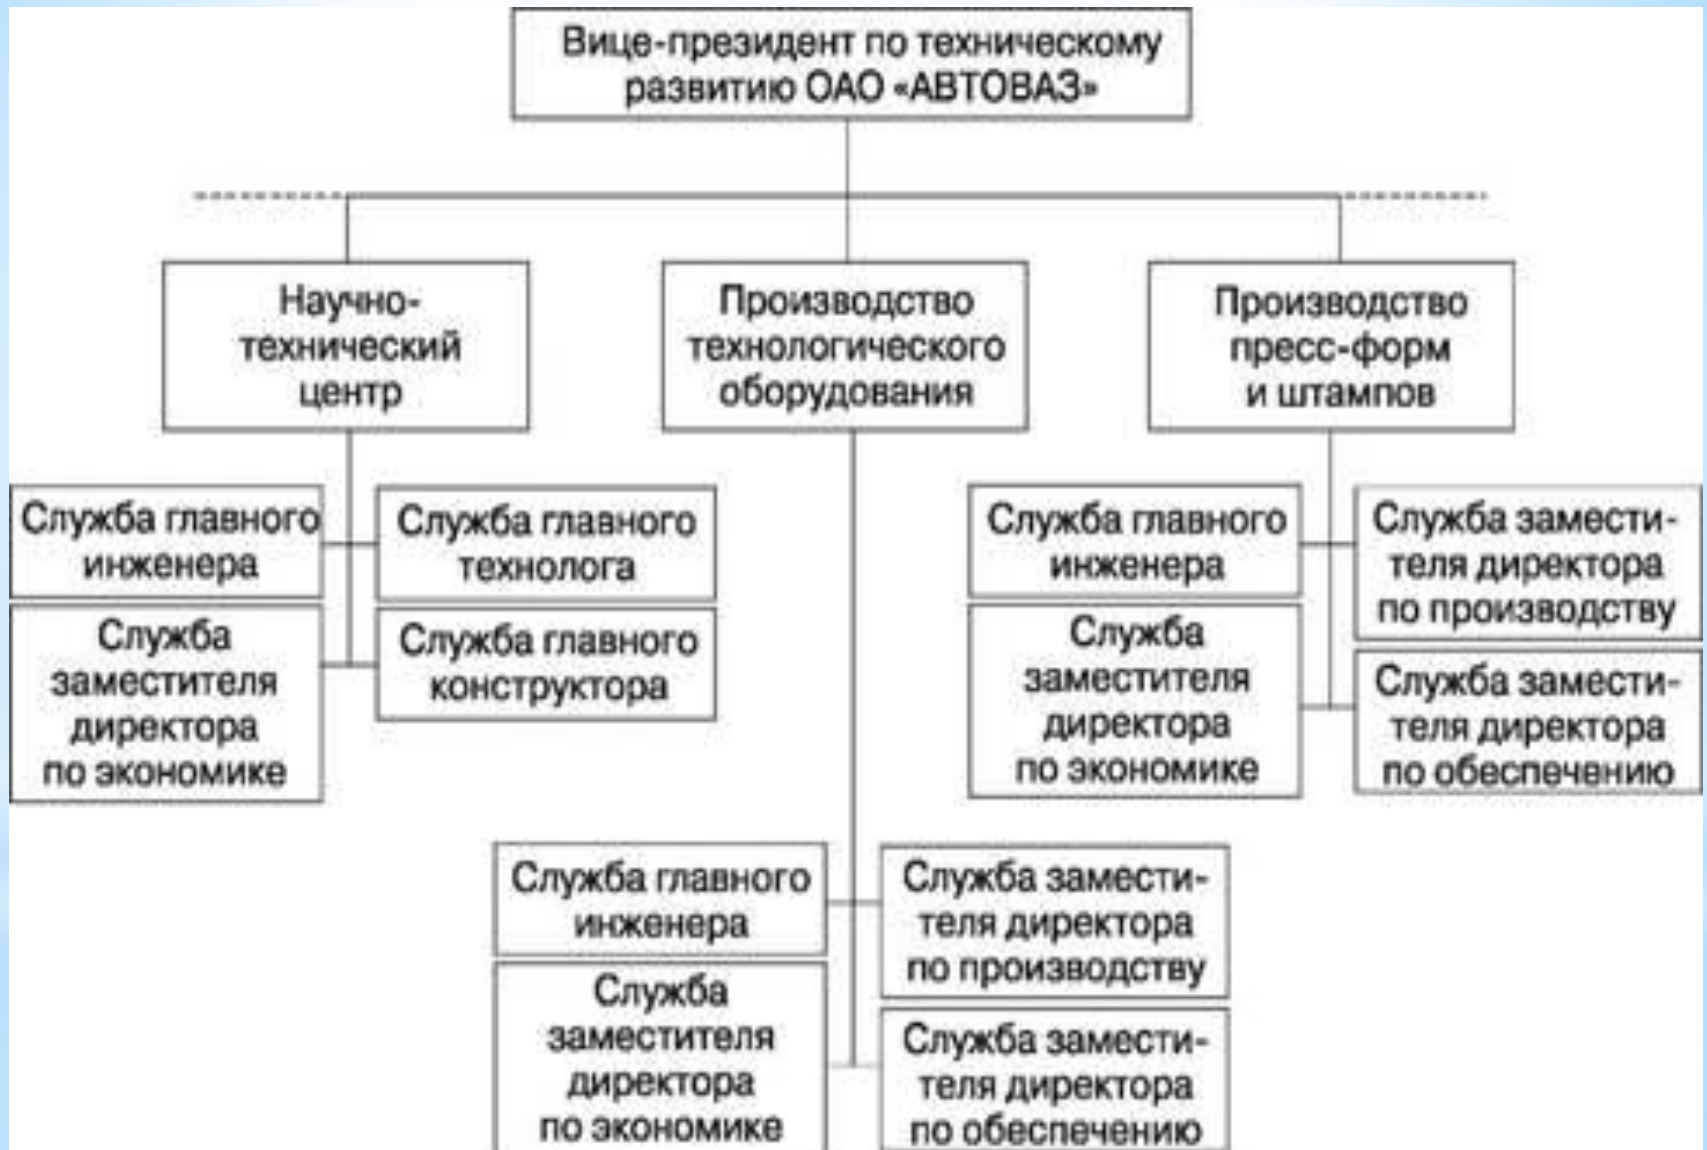 Вице-президент по техническому
развитию ОАО «АВТОВАЗ»
Научно-
технический
центр
Производство
технологического
оборудования
Производство
пресс-форм
и штампов
Служба главного
инженера
Служба главного
технолога
Служба
заместителя
директора
по экономике
Служба главного
конструктора
Служба главного
инженера
Служба замести-
теля директора
по производству
Служба
заместителя
директора
по экономике
Служба замести-
теля директора
по обеспечению
Служба главного
инженера
Служба замести-
теля директора
по производству
Служба
заместителя
директора
по экономике
Служба замести-
теля директора
по обеспечению